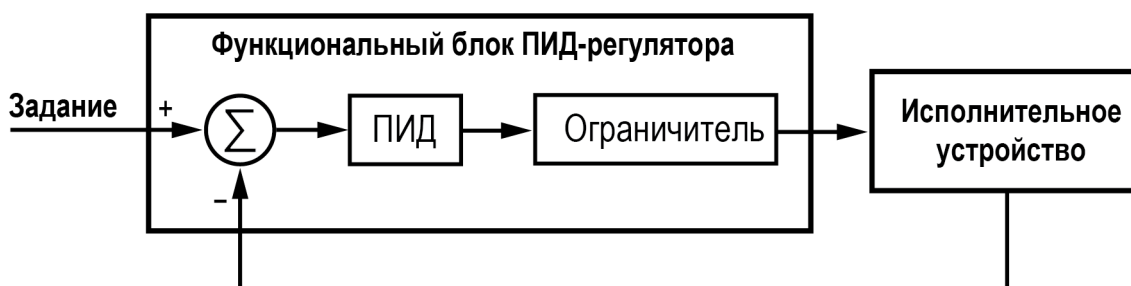 Функциональный блок ПИД-регулятора
Задание
+
Σ
ПИД
Ограничитель
Исполнительное
устройство
–